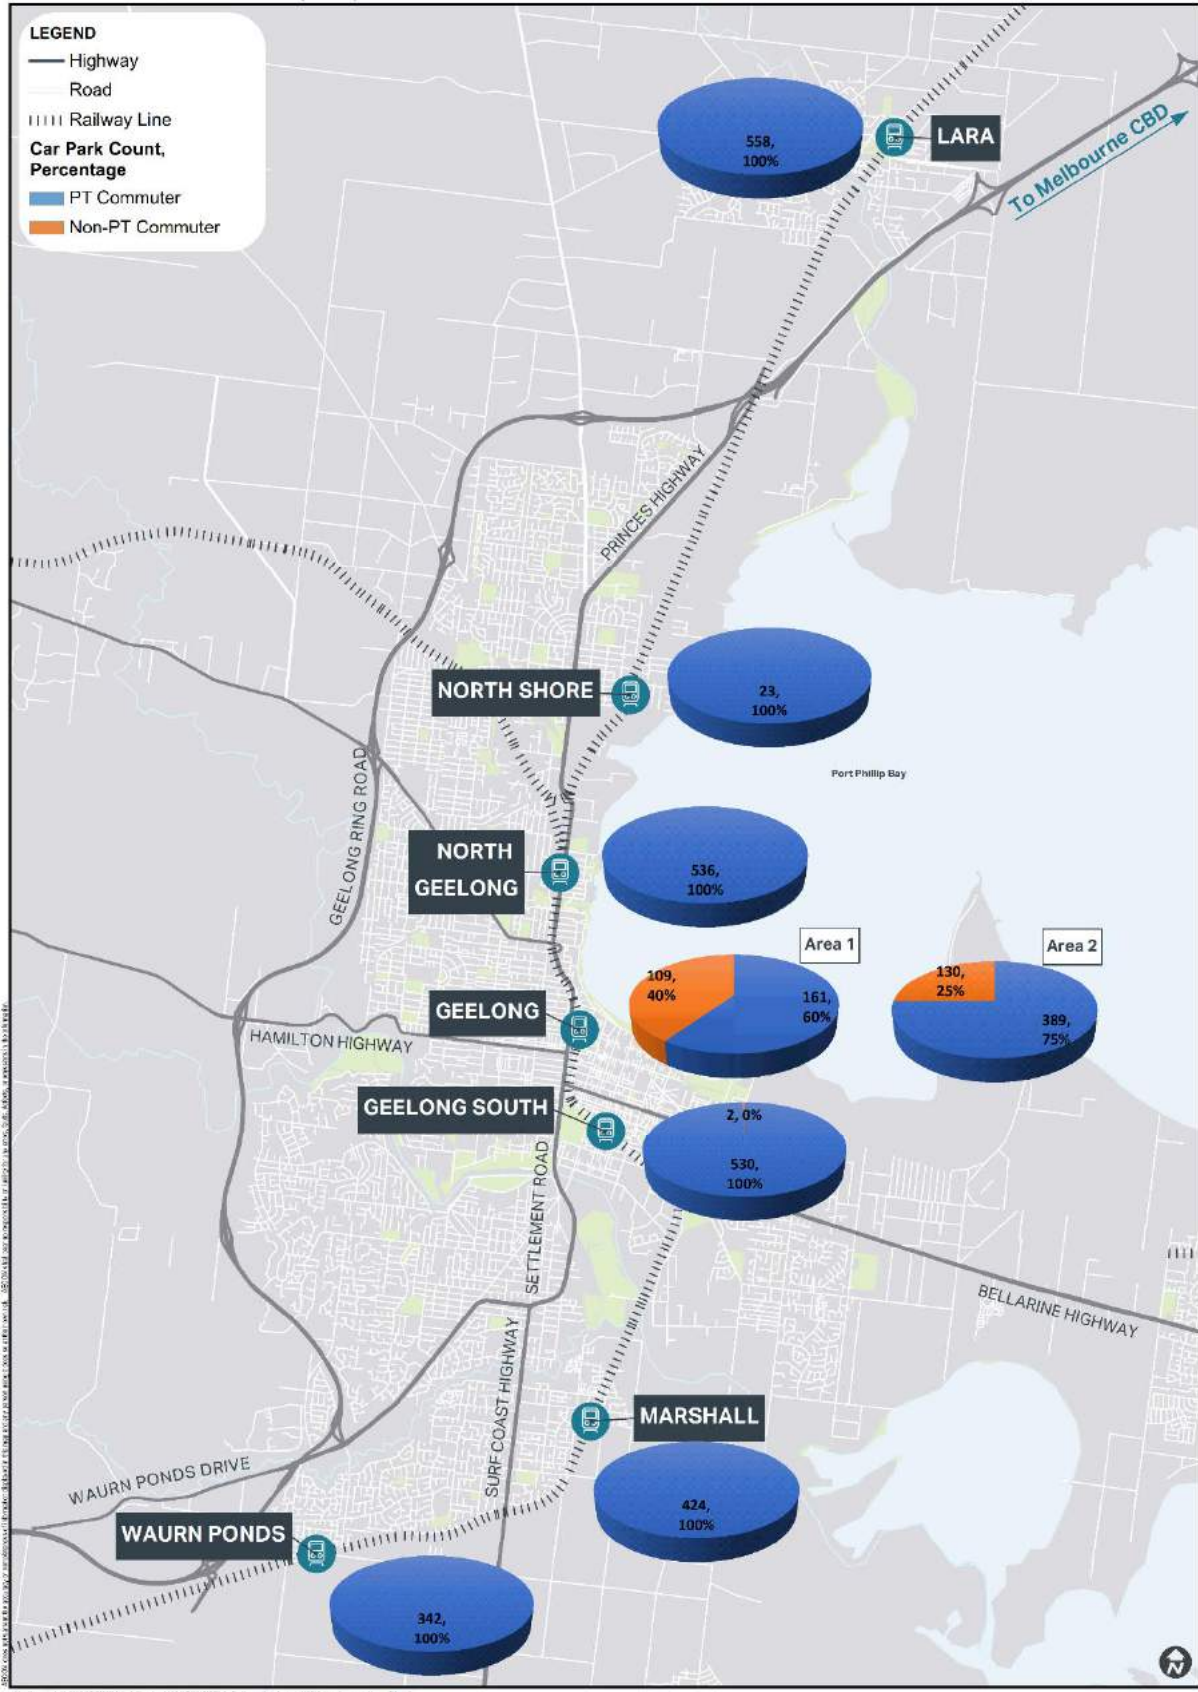 LEGEND
Highway
Road
Railway Line
Car Park Count,
Percentage
PT Commuter
Non-PT Commuter
558,
100%
LARA
To Melbourne CBD
PRINCES HIGHWAY
NORTH SHORE
23,
100%
Port Phillip Bay
GEELONG RING ROAD
NORTH
GEELONG
536,
100%
Area 1
109,
40%
161,
60%
Area 2
130,
25%
389,
75%
GEELONG
HAMILTON HIGHWAY
GEELONG SOUTH
2, 0%
530,
100%
SETTLEMENT ROAD
BELLARINE HIGHWAY
SURF COAST HIGHWAY
MARSHALL
424,
100%
WAURN PONDS DRIVE
WAURN PONDS
342,
100%
N